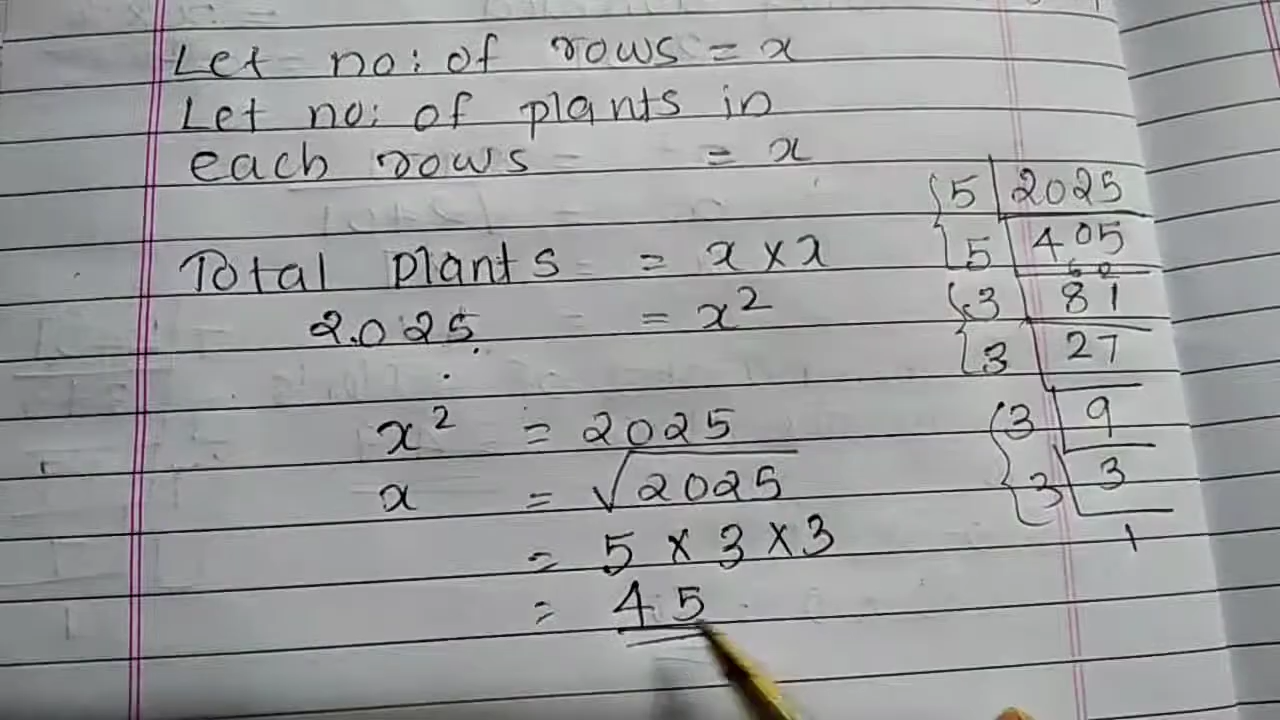 Let no: of rows = x
Let no: of plants in
each rows = x
Total plants = x × x
2025 = x²
x² = 2025
x = √2025
= 5 × 3 × 3
= 45
5 | 2025
5 | 405
3 | 81
3 | 27
3 | 9
3 | 3
1